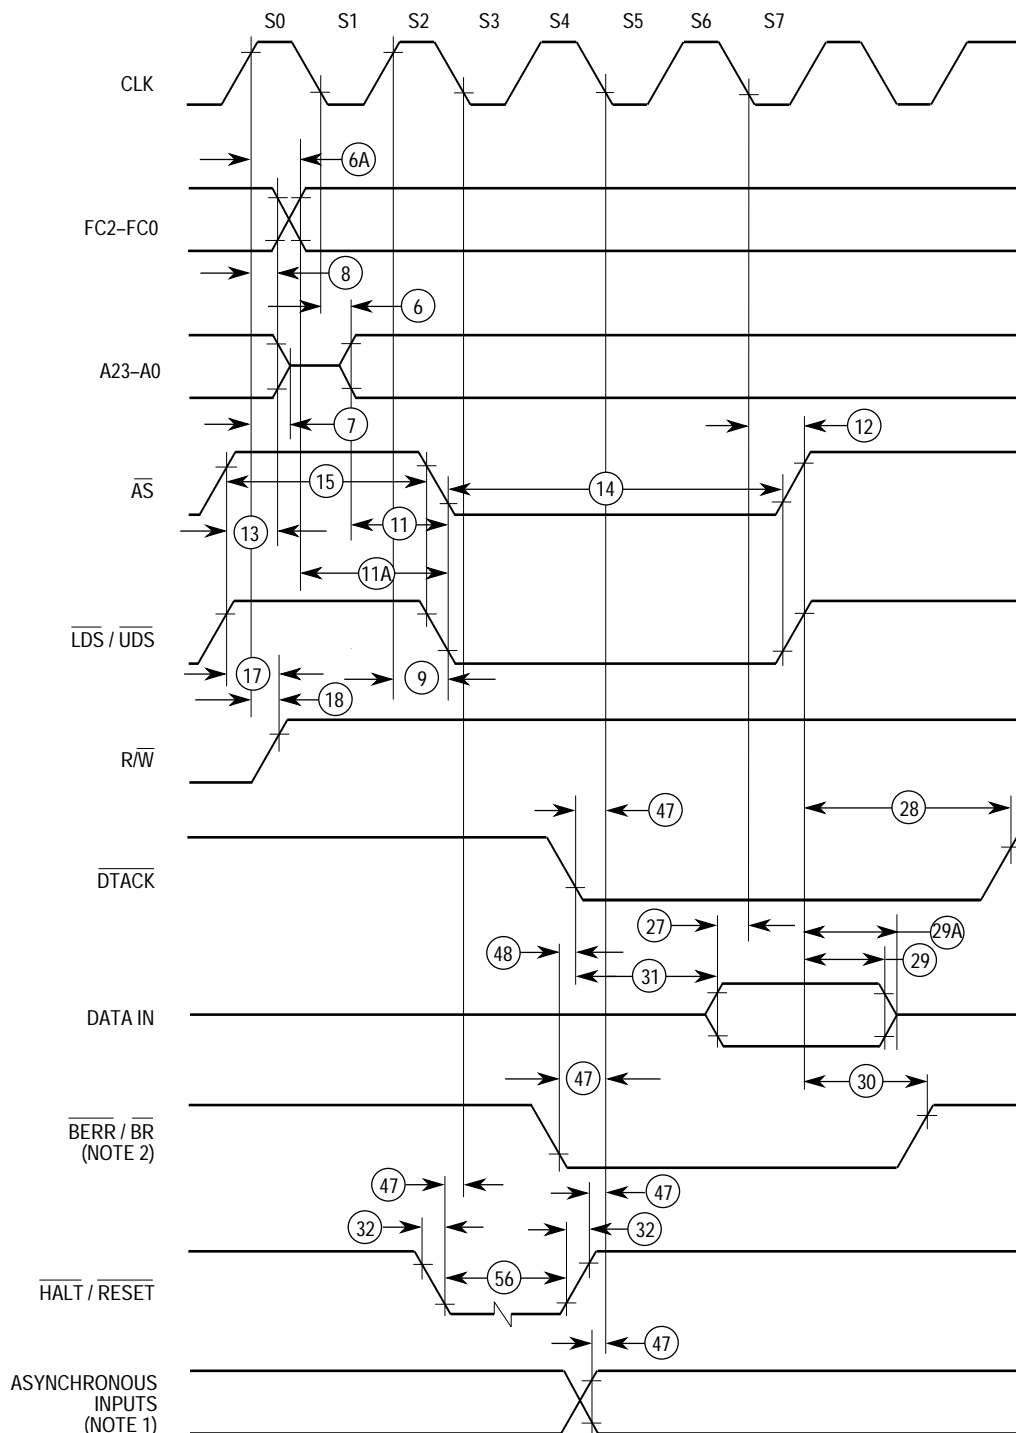 S0 S1 S2 S3 S4 S5 S6 S7
CLK
6A
FC2–FC0
8
6
A23–A0
7
12
AS
15
14
13
11
11A
LDS / UDS
17
9
18
R/W
47
28
DTACK
27
29A
48
29
31
DATA IN
47
30
BERR / BR
(NOTE 2)
47
47
32
32
56
HALT / RESET
47
ASYNCHRONOUS
INPUTS
(NOTE 1)